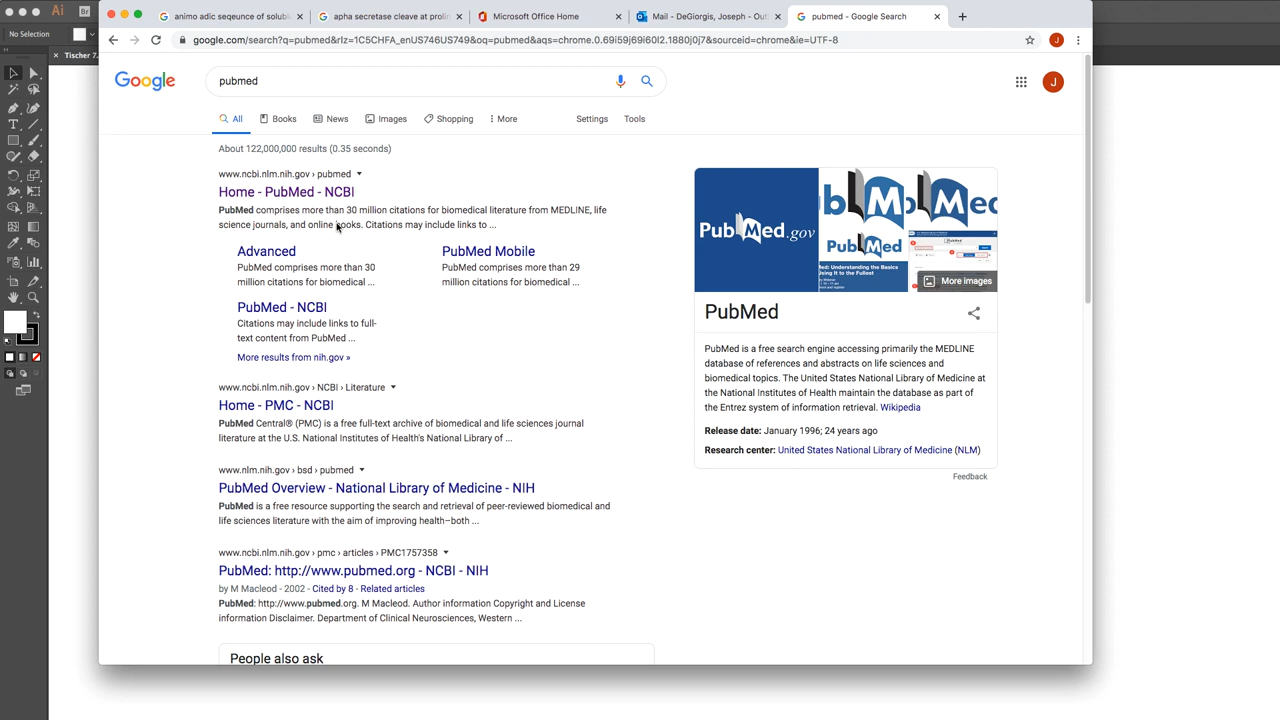 Ai Br
No Selection
Tischer 7.
animo adic seqeunce of solubl
apha secretase cleave at prolin
Microsoft Office Home
Mail - DeGiorgis, Joseph - Out
pubmed - Google Search
google.com/search?q=pubmed&rlz=1C5CHFA_enUS746US749&oq=pubmed&aqs=chrome.0.69i59j69i60l2.1880j0j7&sourceid=chrome&ie=UTF-8
J
Google
pubmed
J
All Books News Images Shopping More Settings Tools
About 122,000,000 results (0.35 seconds)
www.ncbi.nlm.nih.gov › pubmed
Home - PubMed - NCBI
PubMed comprises more than 30 million citations for biomedical literature from MEDLINE, life
science journals, and online books. Citations may include links to ...
Advanced
PubMed comprises more than 30
million citations for biomedical ...
PubMed Mobile
PubMed comprises more than 29
million citations for biomedical ...
PubMed - NCBI
Citations may include links to full-
text content from PubMed ...
More results from nih.gov »
www.ncbi.nlm.nih.gov › NCBI › Literature
Home - PMC - NCBI
PubMed Central® (PMC) is a free full-text archive of biomedical and life sciences journal
literature at the U.S. National Institutes of Health's National Library of ...
www.nlm.nih.gov › bsd › pubmed
PubMed Overview - National Library of Medicine - NIH
PubMed is a free resource supporting the search and retrieval of peer-reviewed biomedical and
life sciences literature with the aim of improving health–both ...
www.ncbi.nlm.nih.gov › pmc › articles › PMC1757358
PubMed: http://www.pubmed.org - NCBI - NIH
by M Macleod - 2002 - Cited by 8 - Related articles
PubMed: http://www.pubmed.org. M Macleod. Author information Copyright and License
information Disclaimer. Department of Clinical Neurosciences, Western ...
People also ask
PubMed.gov
PubMed
More images
PubMed
PubMed is a free search engine accessing primarily the MEDLINE
database of references and abstracts on life sciences and
biomedical topics. The United States National Library of Medicine at
the National Institutes of Health maintain the database as part of
the Entrez system of information retrieval. Wikipedia
Release date: January 1996; 24 years ago
Research center: United States National Library of Medicine (NLM)
Feedback